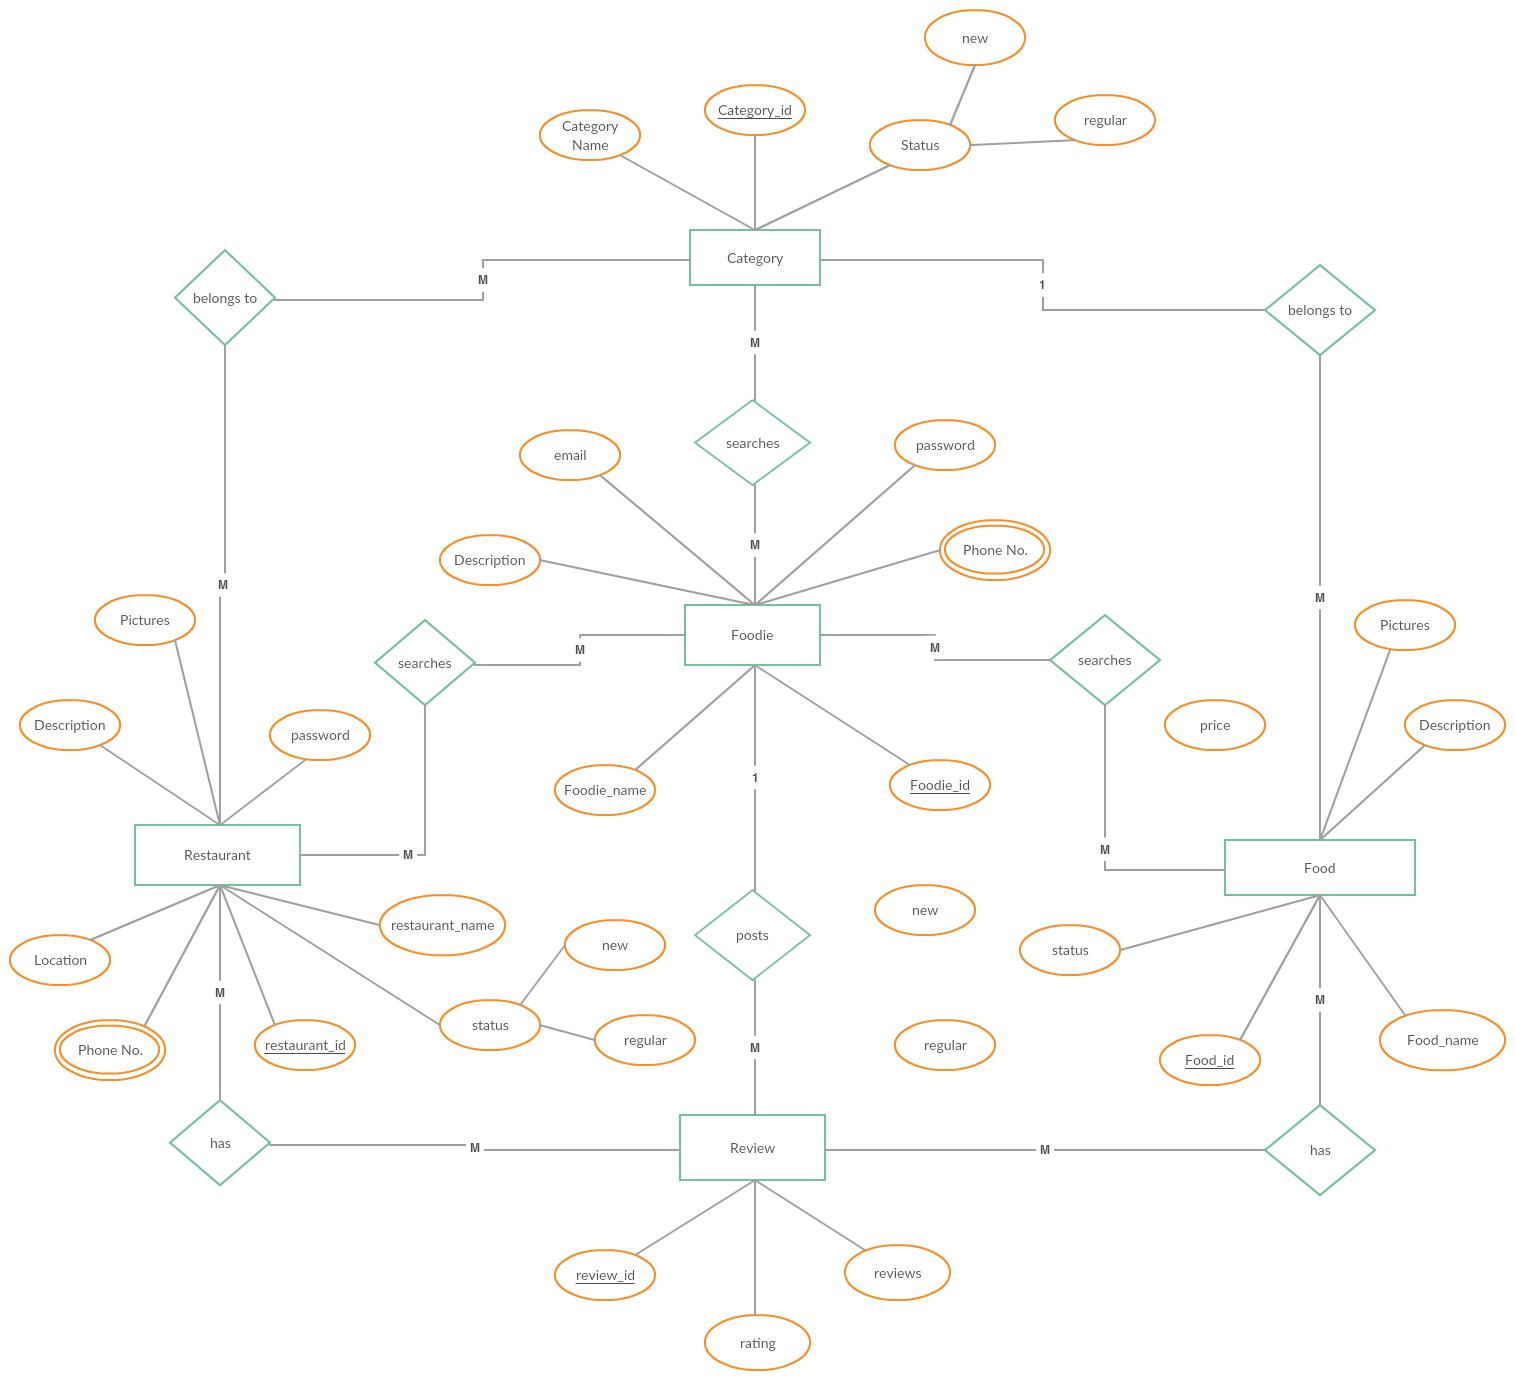 new
Category_id
regular
Category
Name
Status
Category
belongs to
M
1
belongs to
M
searches
email
password
M
Phone No.
Description
M
M
Pictures
Pictures
Foodie
M
M
searches
searches
Description
password
price
Description
1
Foodie_name
Foodie_id
Restaurant
M
M
Food
restaurant_name
new
posts
new
status
Location
M
M
status
regular
regular
Food_name
Phone No.
restaurant_id
M
Food_id
has
M
Review
M
has
review_id
reviews
rating